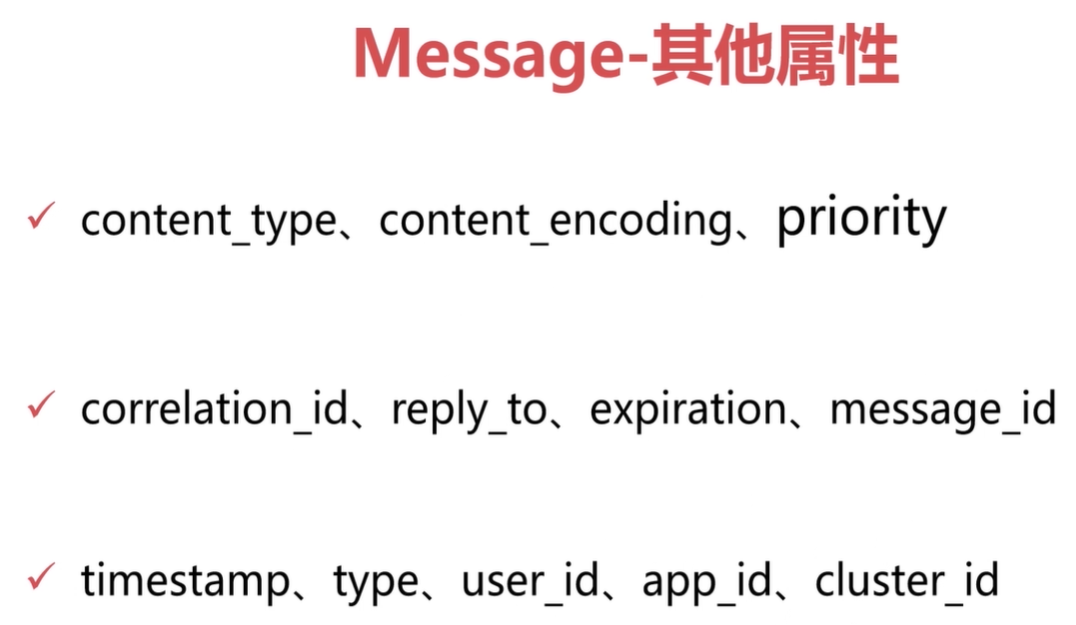 Message-其他属性
content_type、content_encoding、priority
correlation_id、reply_to、expiration、message_id
timestamp、type、user_id、app_id、cluster_id